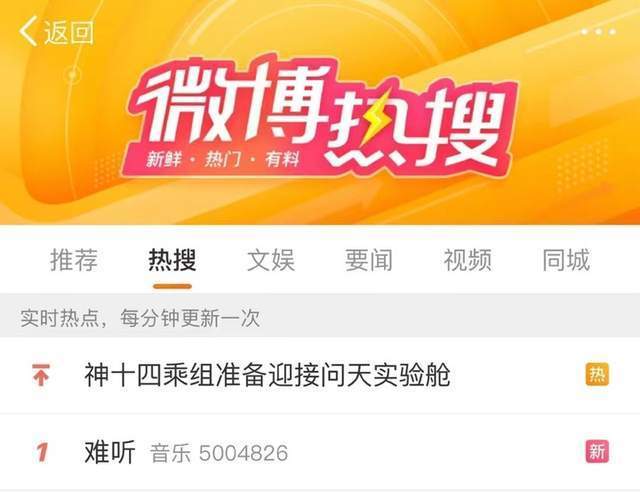 返回
微博热搜
新鲜·热门·有料
推荐 热搜 文娱 要闻 视频 同城
实时热点，每分钟更新一次
神十四乘组准备迎接问天实验舱 热
1 难听 音乐 5004826 新